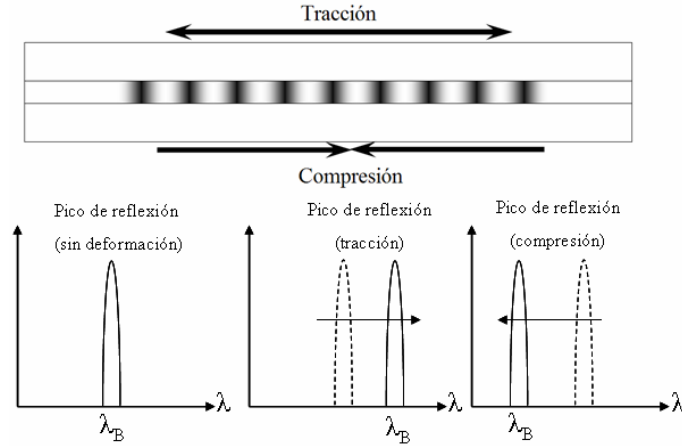 Tracción
Compresión
Pico de reflexión
(sin deformación)
λ
λB
Pico de reflexión
(tracción)
λ
λB
Pico de reflexión
(compresión)
λ
λB